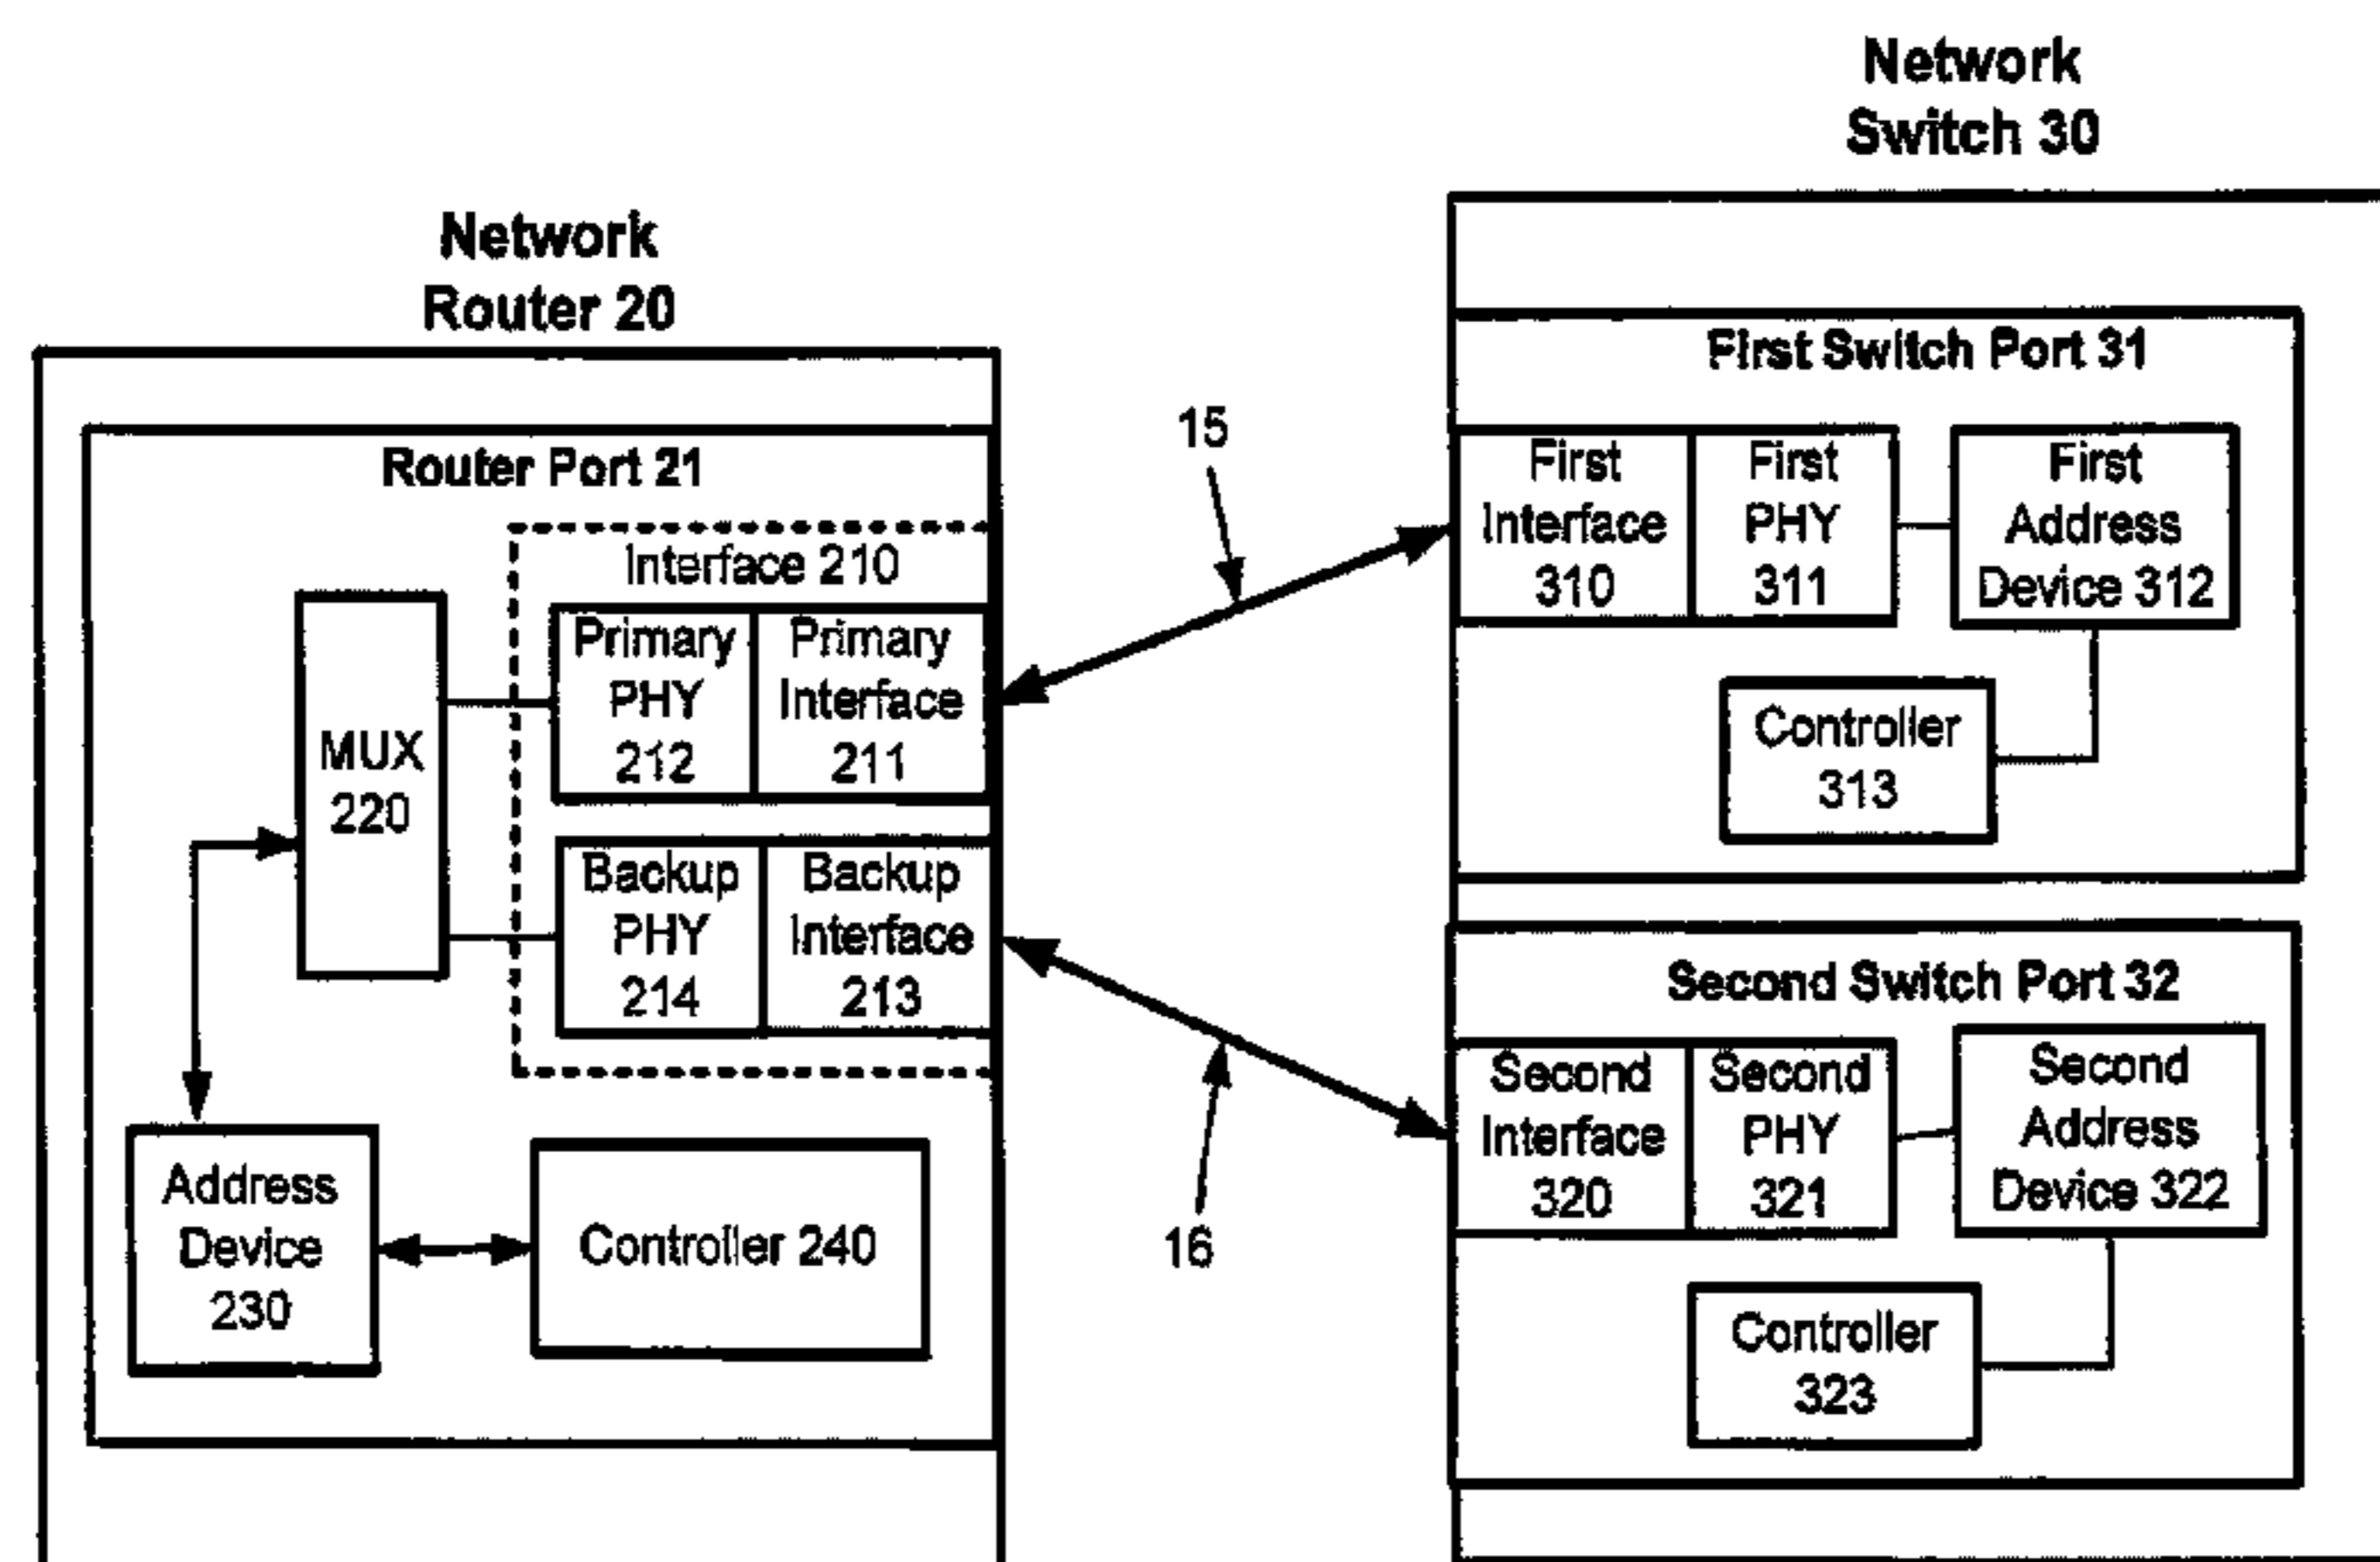 Network
Router 20
Router Port 21
Interface 210
Primary
PHY
212
Primary
Interface
211
MUX
220
Backup
PHY
214
Backup
Interface
213
Address
Device
230
Controller 240
15
16
Network
Switch 30
First Switch Port 31
First
Interface
310
First
PHY
311
First
Address
Device 312
Controller
313
Second Switch Port 32
Second
Interface
320
Second
PHY
321
Second
Address
Device 322
Controller
323